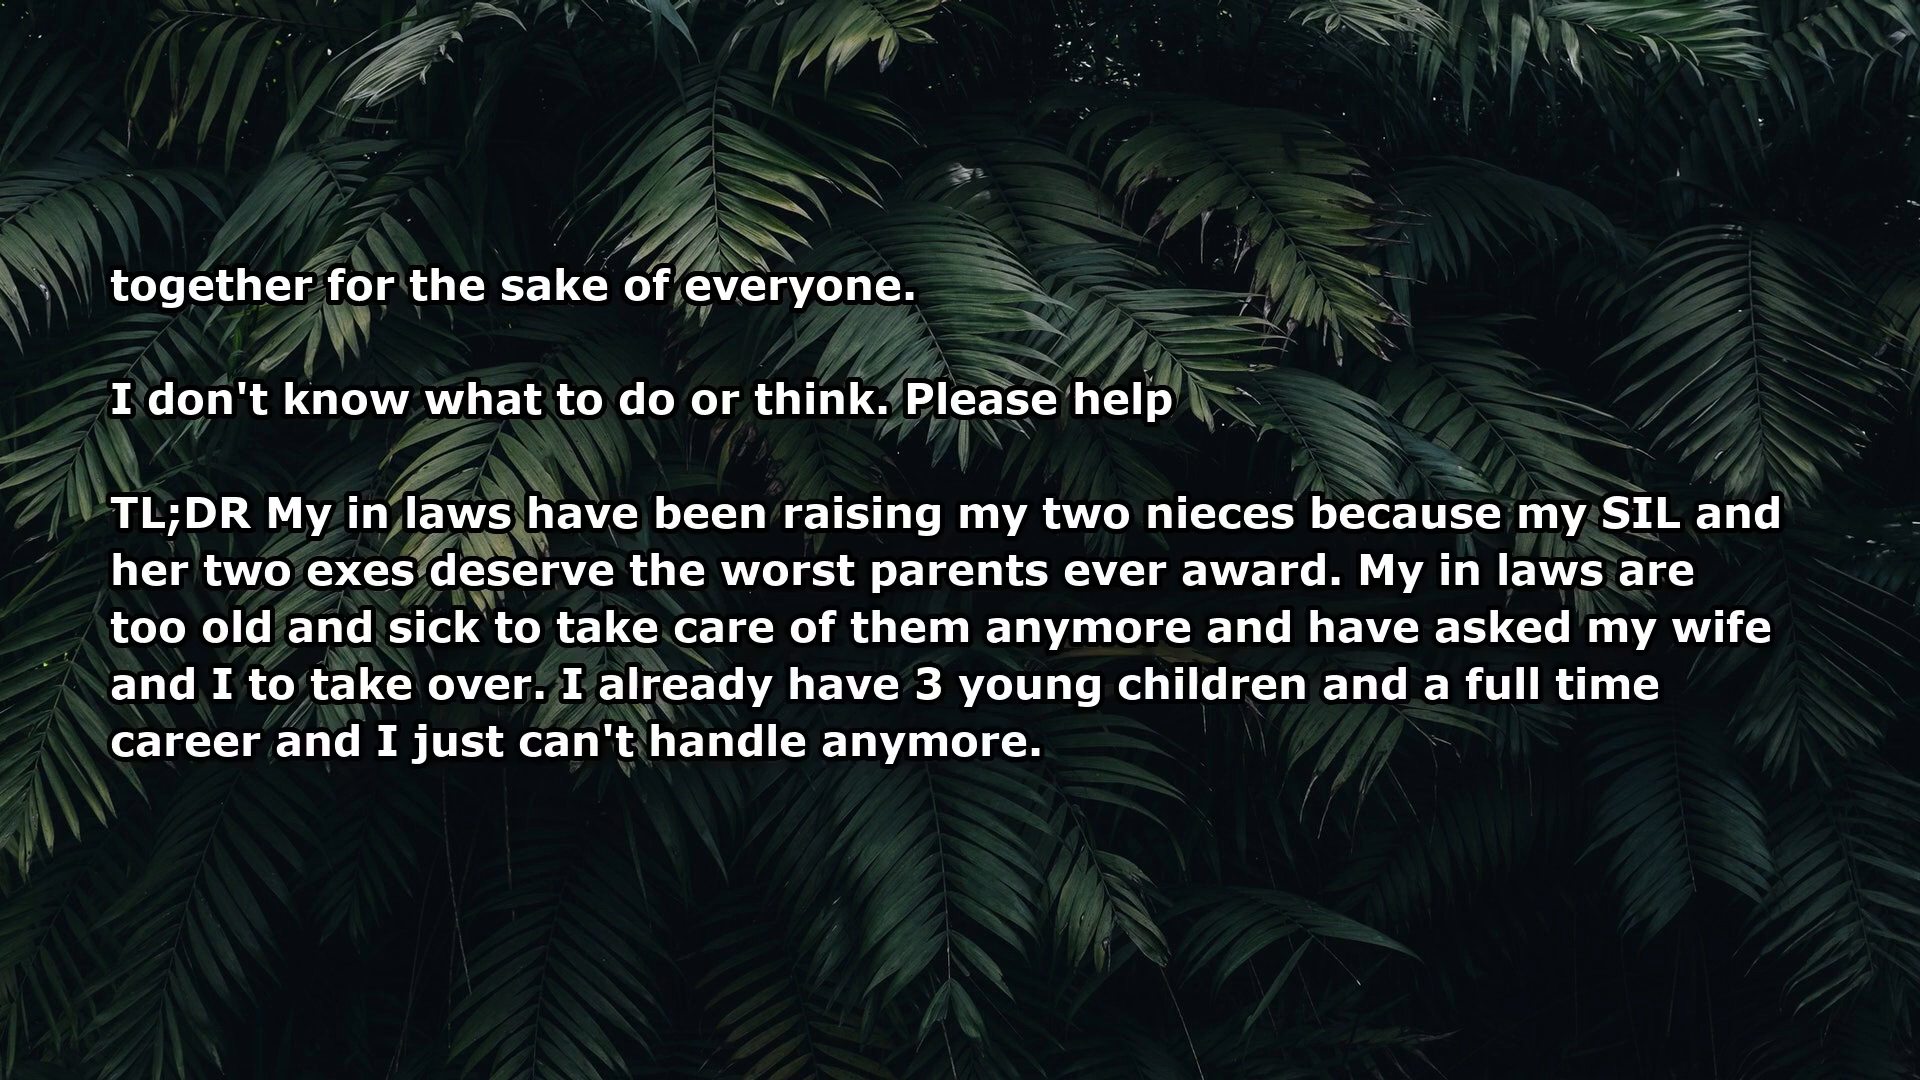 together for the sake of everyone.
I don't know what to do or think. Please help
TL;DR My in laws have been raising my two nieces because my SIL and
her two exes deserve the worst parents ever award. My in laws are
too old and sick to take care of them anymore and have asked my wife
and I to take over. I already have 3 young children and a full time
career and I just can't handle anymore.